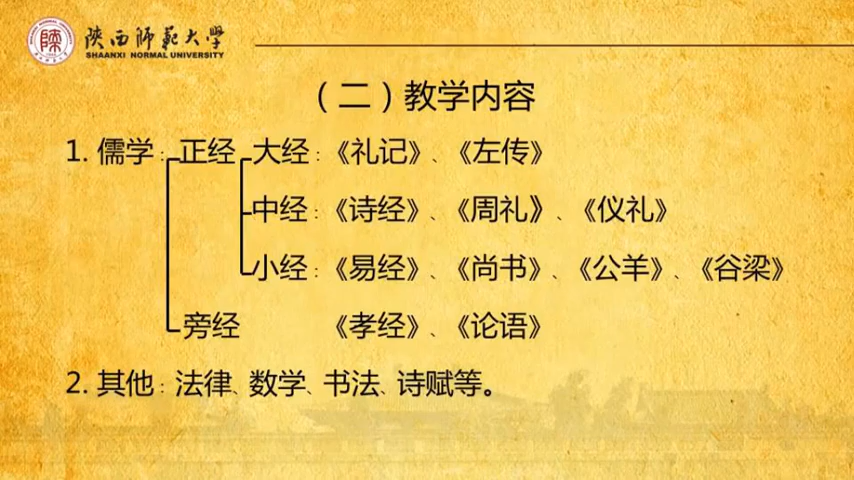 陕西师范大学
SHAANXI NORMAL UNIVERSITY
（二）教学内容
1. 儒学：正经 大经：《礼记》、《左传》
中经：《诗经》、《周礼》、《仪礼》
小经：《易经》、《尚书》、《公羊》、《谷梁》
旁经 《孝经》、《论语》
2. 其他：法律、数学、书法、诗赋等。